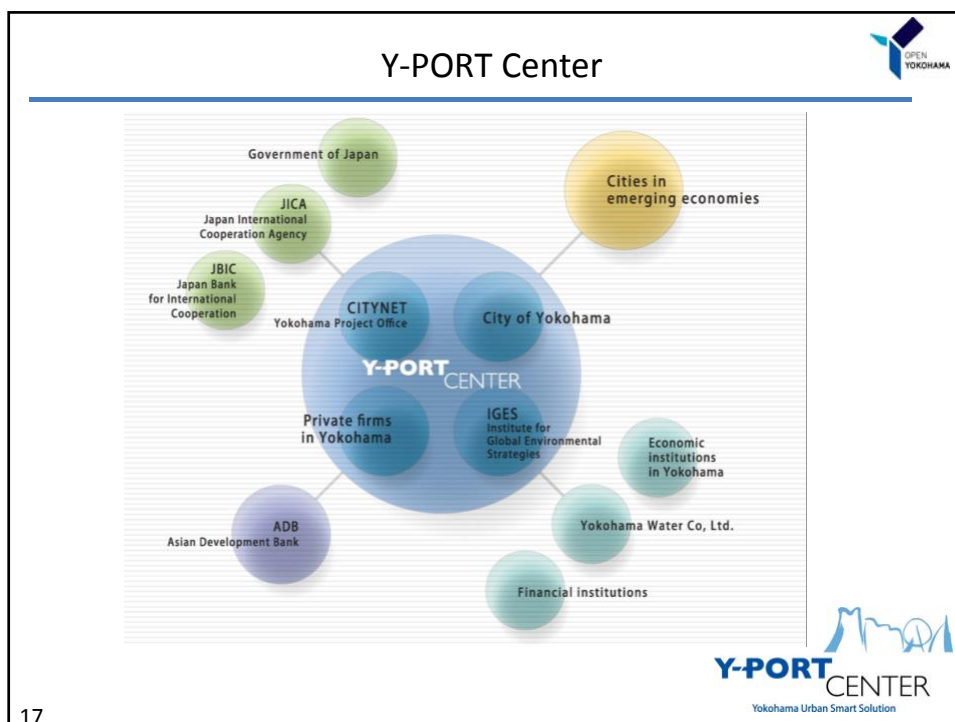 Y-PORT Center
OPEN
YOKOHAMA
Government of Japan
JICA
Japan International
Cooperation Agency
JBIC
Japan Bank
for International
Cooperation
Cities in
emerging economies
CITYNET
Yokohama Project Office
City of Yokohama
Y-PORT
CENTER
Private firms
in Yokohama
IGES
Institute for
Global Environmental
Strategies
Economic
institutions
in Yokohama
ADB
Asian Development Bank
Yokohama Water Co, Ltd.
Financial institutions
Y-PORT
CENTER
Yokohama Urban Smart Solution
17